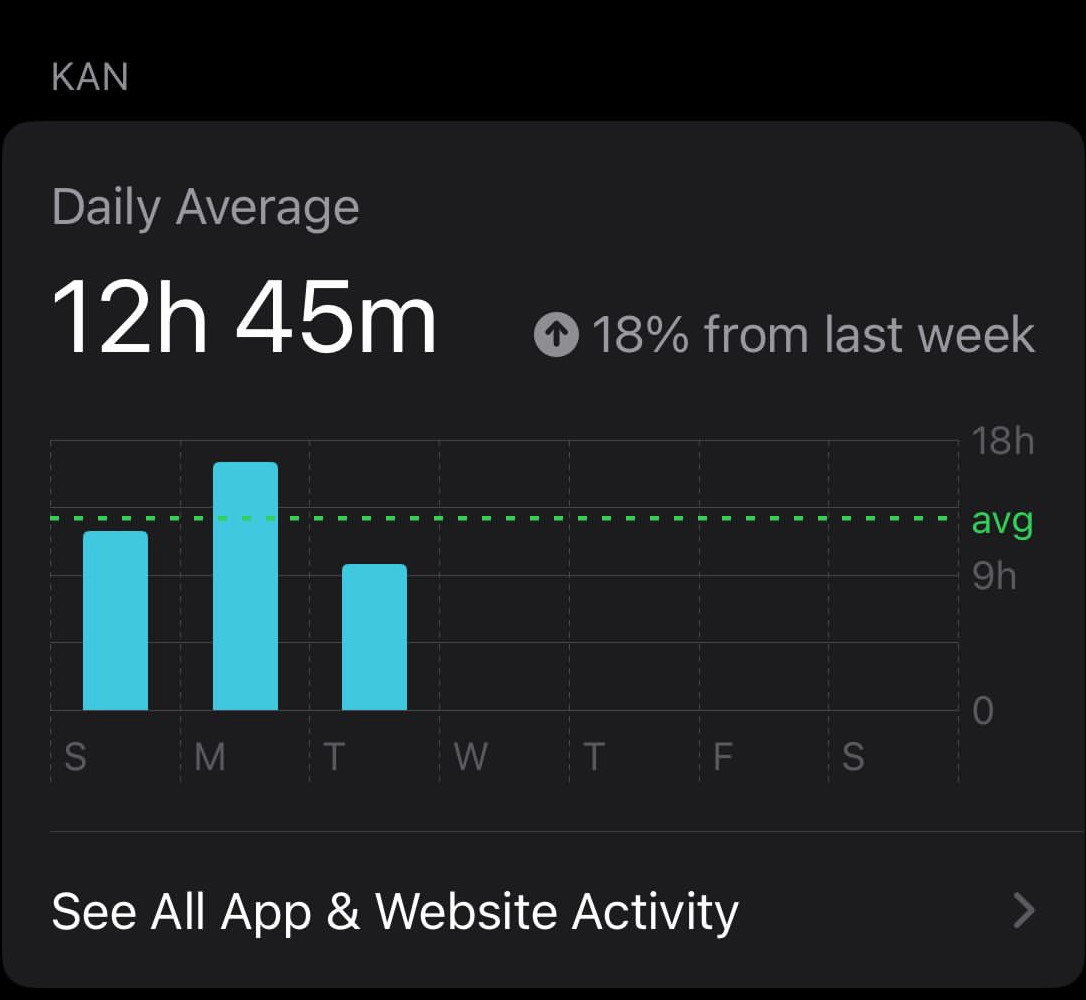 KAN
Daily Average
12h 45m
18% from last week
18h
avg
9h
0
S M T W T F S
See All App & Website Activity